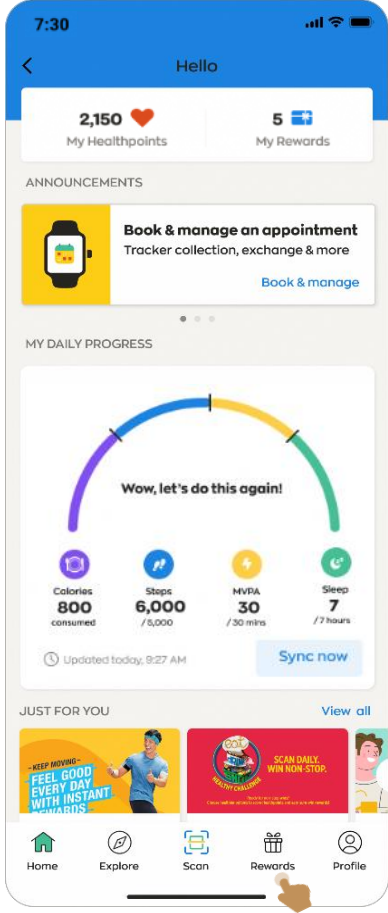 7:30
Hello
2,150
My Healthpoints
5
My Rewards
ANNOUNCEMENTS
Book & manage an appointment
Tracker collection, exchange & more
Book & manage
MY DAILY PROGRESS
Wow, let's do this again!
Calories
800
consumed
Steps
6,000
/5,000
MVPA
30
/30 mins
Sleep
7
/7 hours
Updated today, 9:27 AM
Sync now
JUST FOR YOU
View all
- KEEP MOVING -
FEEL GOOD
EVERY DAY
WITH INSTANT
REWARDS
HEALTHY CHALLENGE
SCAN DAILY.
WIN NON-STOP.
Home
Explore
Scan
Rewards
Profile